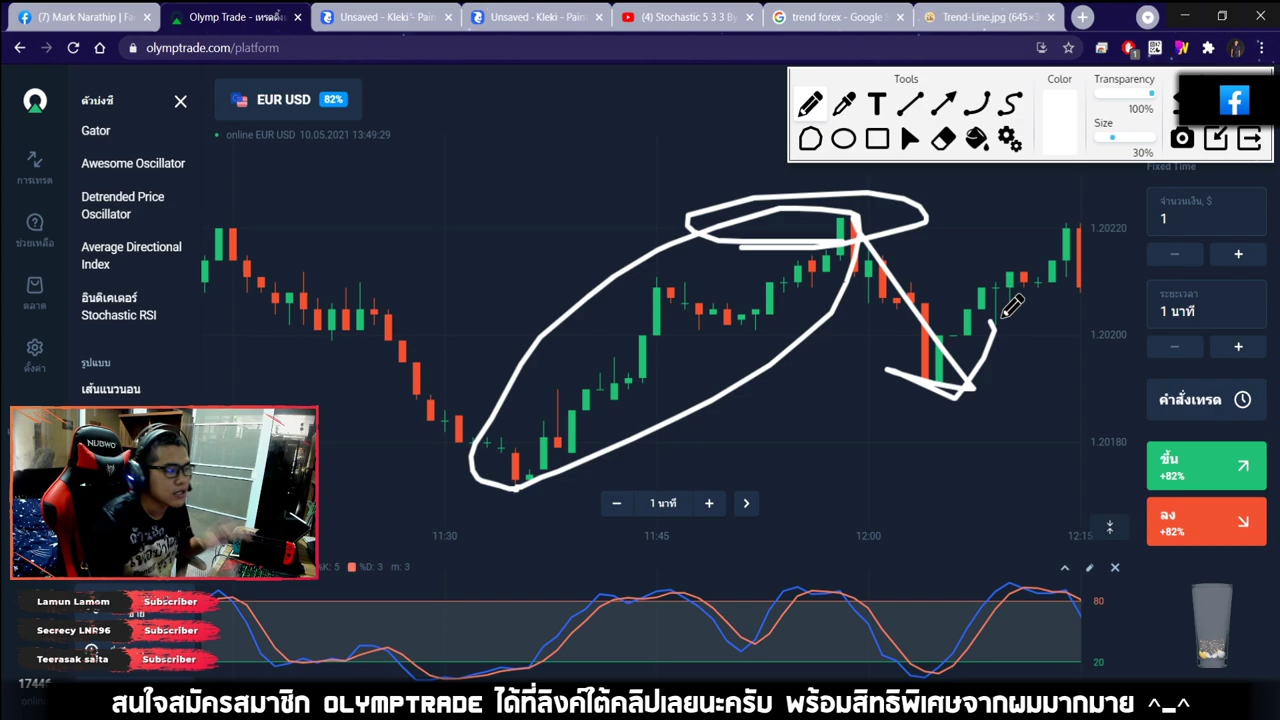 (7) Mark Narathip | F
Olymp Trade - เทรดดิ้ง
Unsaved - Kleki - Pain
Unsaved - Kleki - Pain
(4) Stochastic 5 3 3 By
trend forex - Google S
Trend-Line.jpg (645×3
olymptrade.com/platform
Tools
Color
Transparency
100%
Size
30%
ตัวบ่งชี้
EUR USD 82%
online EUR USD 10.05.2021 13:49:29
Gator
Awesome Oscillator
Detrended Price
Oscillator
Average Directional
Index
อินดิเคเตอร์
Stochastic RSI
รูปแบบ
เส้นแนวนอน
การเทรด
ช่วยเหลือ
ตลาด
ตั้งค่า
Fixed Time
จำนวนเงิน, $
1
ระยะเวลา
1 นาที
คำสั่งเทรด
ขึ้น
+82%
ลง
+82%
1.20220
1.20200
1.20180
1 นาที
11:30
11:45
12:00
12:15
NUBWO
%K: 5 %D: 3 m: 3
80
20
Lamun Lamom Subscriber
Secrecy LNR96 Subscriber
Teerasak saita Subscriber
สนใจสมัครสมาชิก OLYMPTRADE ได้ที่ลิงค์ใต้คลิปเลยนะครับ พร้อมสิทธิพิเศษจากผมมากมาย ^_^